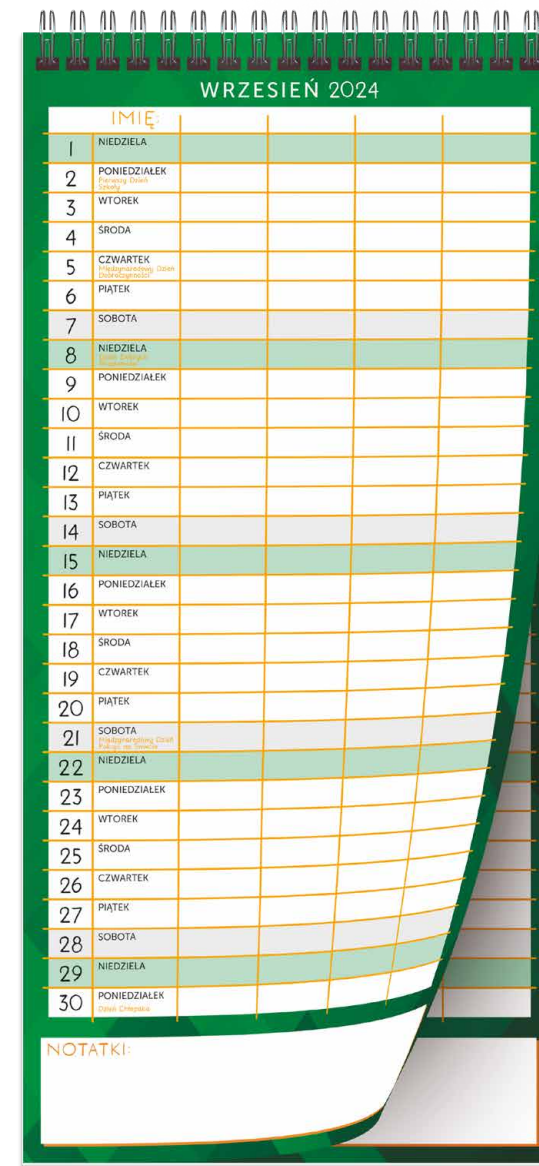 WRZESIEŃ 2024
IMIĘ:
1 NIEDZIELA
2 PONIEDZIAŁEK
Pierwszy Dzień
Szkoły
3 WTOREK
4 ŚRODA
5 CZWARTEK
Międzynarodowy Dzień
Dobroczynności
6 PIĄTEK
7 SOBOTA
8 NIEDZIELA
9 PONIEDZIAŁEK
10 WTOREK
11 ŚRODA
12 CZWARTEK
13 PIĄTEK
14 SOBOTA
15 NIEDZIELA
16 PONIEDZIAŁEK
17 WTOREK
18 ŚRODA
19 CZWARTEK
20 PIĄTEK
21 SOBOTA
Międzynarodowy Dzień
Pokoju na Świecie
22 NIEDZIELA
23 PONIEDZIAŁEK
24 WTOREK
25 ŚRODA
26 CZWARTEK
27 PIĄTEK
28 SOBOTA
29 NIEDZIELA
30 PONIEDZIAŁEK
Dzień Chłopaka
NOTATKI: